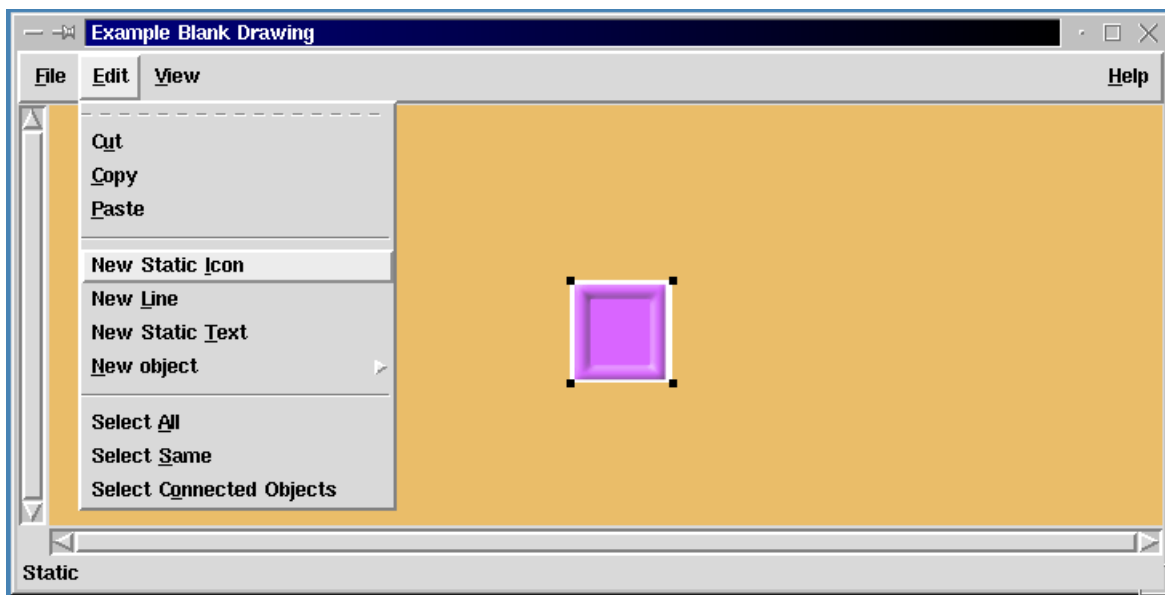 Example Blank Drawing
File Edit View Help
Cut
Copy
Paste
New Static Icon
New Line
New Static Text
New object
Select All
Select Same
Select Connected Objects
Static